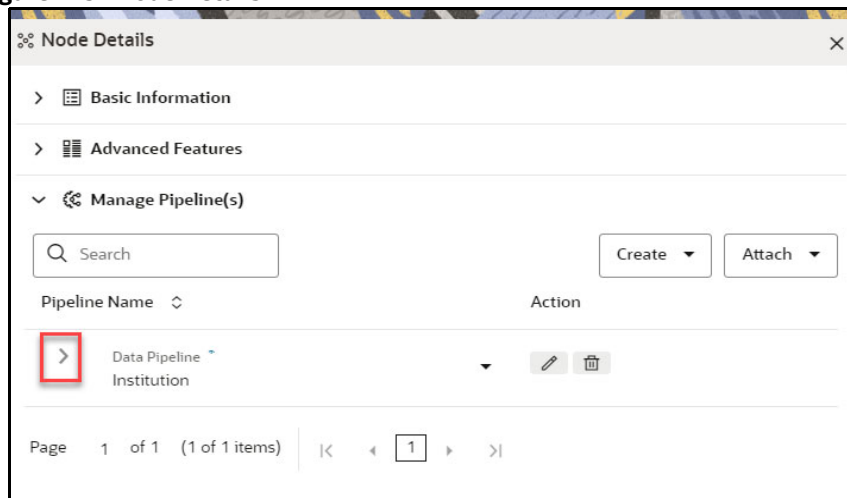 Node Details
Basic Information
Advanced Features
Manage Pipeline(s)
Search
Create
Attach
Pipeline Name
Action
Data Pipeline
Institution
Page 1 of 1 (1 of 1 items) 1